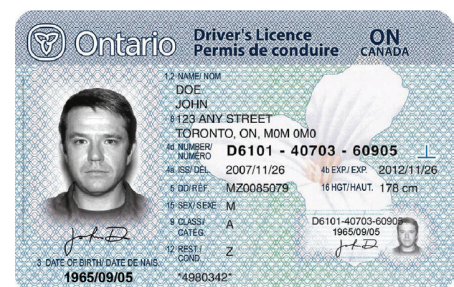 Ontario
Driver's Licence
Permis de conduire
ON
CANADA
1,2 NAME/ NOM
DOE
JOHN
8 123 ANY STREET
TORONTO, ON, M0M 0M0
4d NUMBER/ NUMÉRO D6101 - 40703 - 60905
4a ISS/ DÉL. 2007/11/26 4b EXP./ EXP. 2012/11/26
5 DD/RÉF. MZ0085079 16 HGT/HAUT. 178 cm
15 SEX/ SEXE M
9 CLASS/ CATÉG. A
12 REST./ COND. Z
John D
3 DATE OF BIRTH/ DATE DE NAIS.
1965/09/05
*4980342*
D6101-40703-60905
1965/09/05
John D